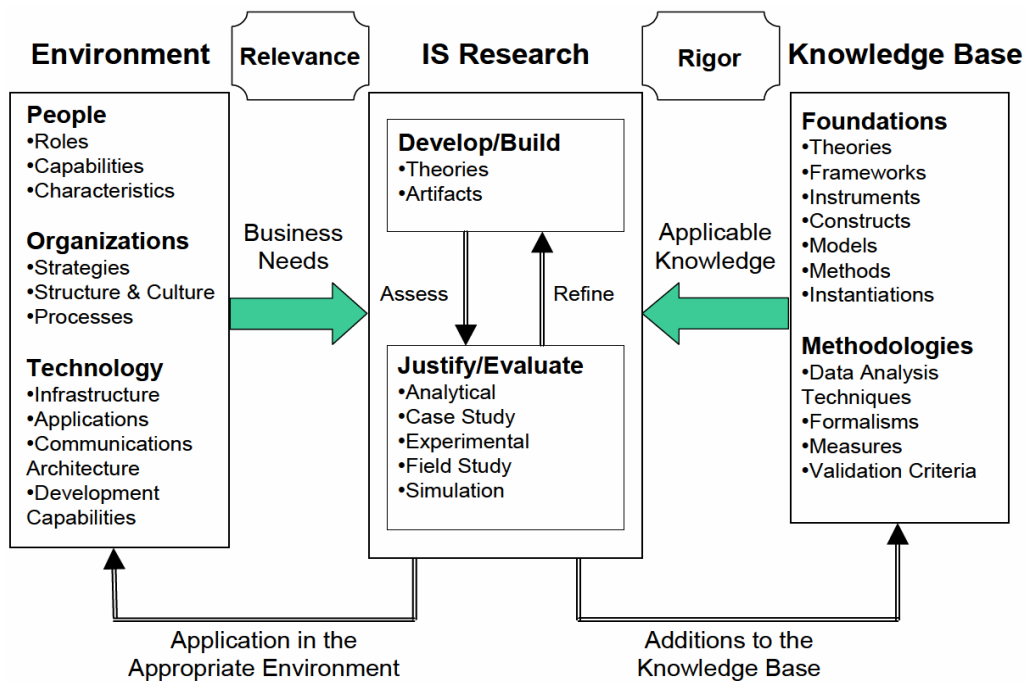 Environment
Relevance
IS Research
Rigor
Knowledge Base
People
•Roles
•Capabilities
•Characteristics
Organizations
•Strategies
•Structure & Culture
•Processes
Technology
•Infrastructure
•Applications
•Communications
Architecture
•Development
Capabilities
Business
Needs
Develop/Build
•Theories
•Artifacts
Assess
Refine
Justify/Evaluate
•Analytical
•Case Study
•Experimental
•Field Study
•Simulation
Applicable
Knowledge
Foundations
•Theories
•Frameworks
•Instruments
•Constructs
•Models
•Methods
•Instantiations
Methodologies
•Data Analysis
Techniques
•Formalisms
•Measures
•Validation Criteria
Application in the
Appropriate Environment
Additions to the
Knowledge Base